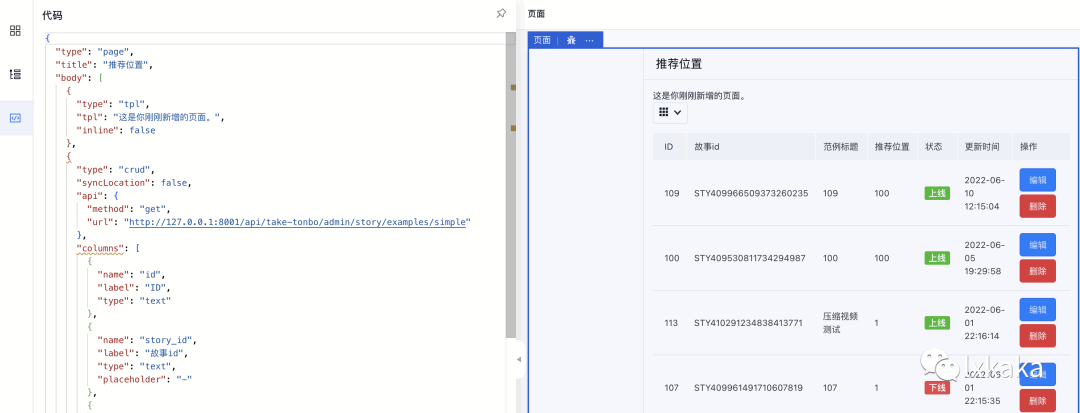 代码
{
"type": "page",
"title": "推荐位置",
"body": [
{
"type": "tpl",
"tpl": "这是你刚刚新增的页面。",
"inline": false
},
{
"type": "crud",
"syncLocation": false,
"api": {
"method": "get",
"url": "http://127.0.0.1:8001/api/take-tonbo/admin/story/examples/simple"
},
"columns": [
{
"name": "id",
"label": "ID",
"type": "text"
},
{
"name": "story_id",
"label": "故事id",
"type": "text",
"placeholder": "-"
},
{
页面
页面
推荐位置
这是你刚刚新增的页面。
ID 故事id 范例标题 推荐位置 状态 更新时间 操作
109 STY409966509373260235 109 100 上线 2022-06-10 12:15:04 编辑 删除
100 STY409530811734294987 100 100 上线 2022-06-05 19:29:58 编辑 删除
113 STY410291234838413771 压缩视频测试 1 上线 2022-06-01 22:16:14 编辑 删除
107 STY409961491710607819 107 1 下线 01 22:15:35 删除
lykaka